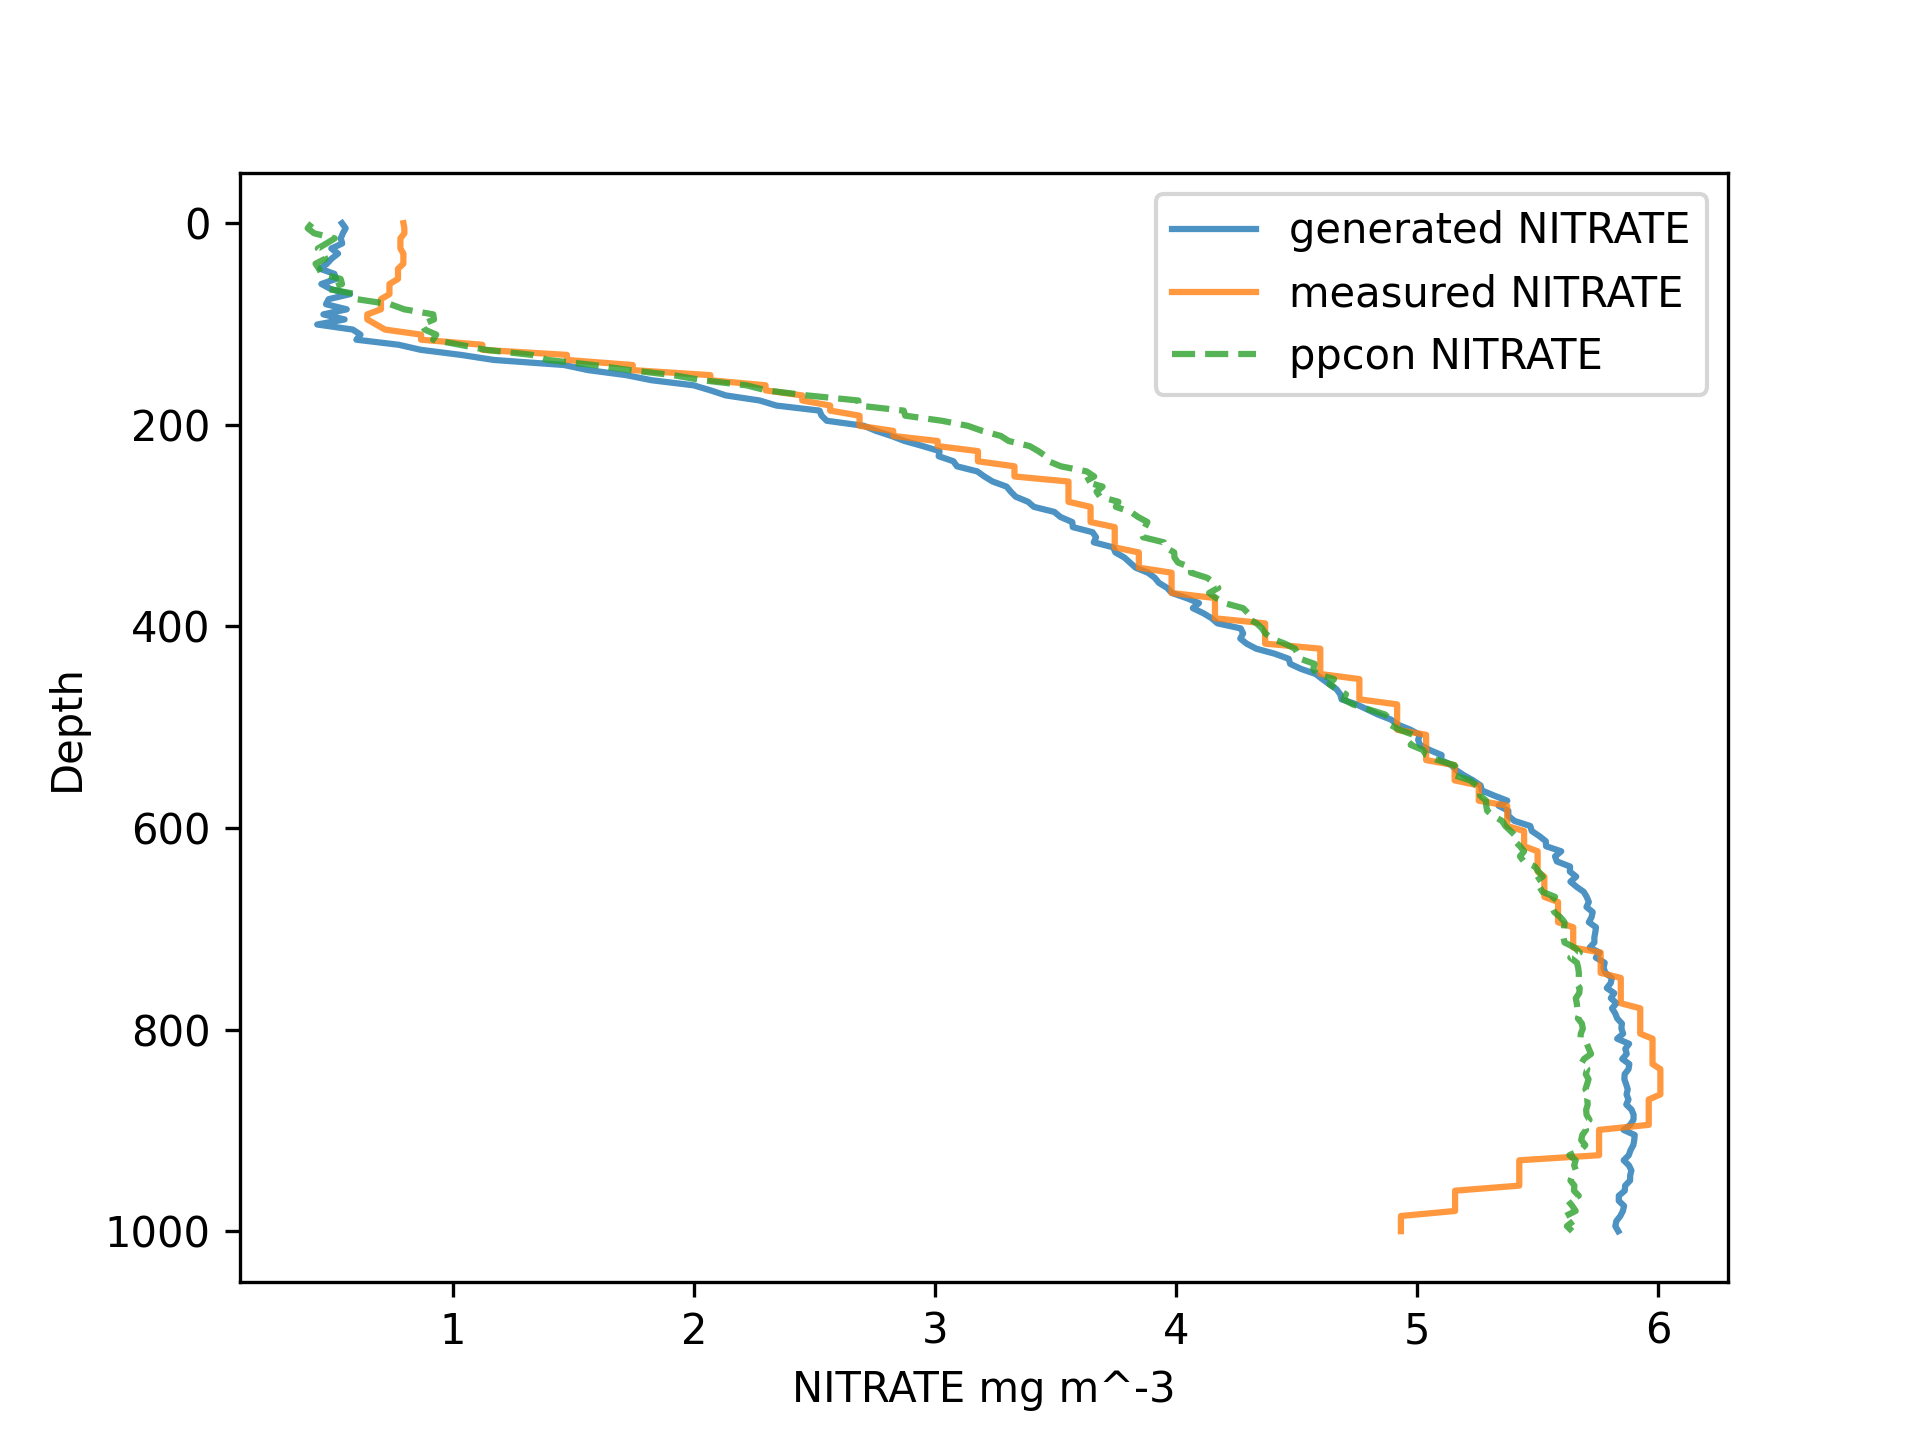 generated NITRATE
measured NITRATE
ppcon NITRATE
0
200
400
600
800
1000
Depth
1 2 3 4 5 6
NITRATE mg m^-3